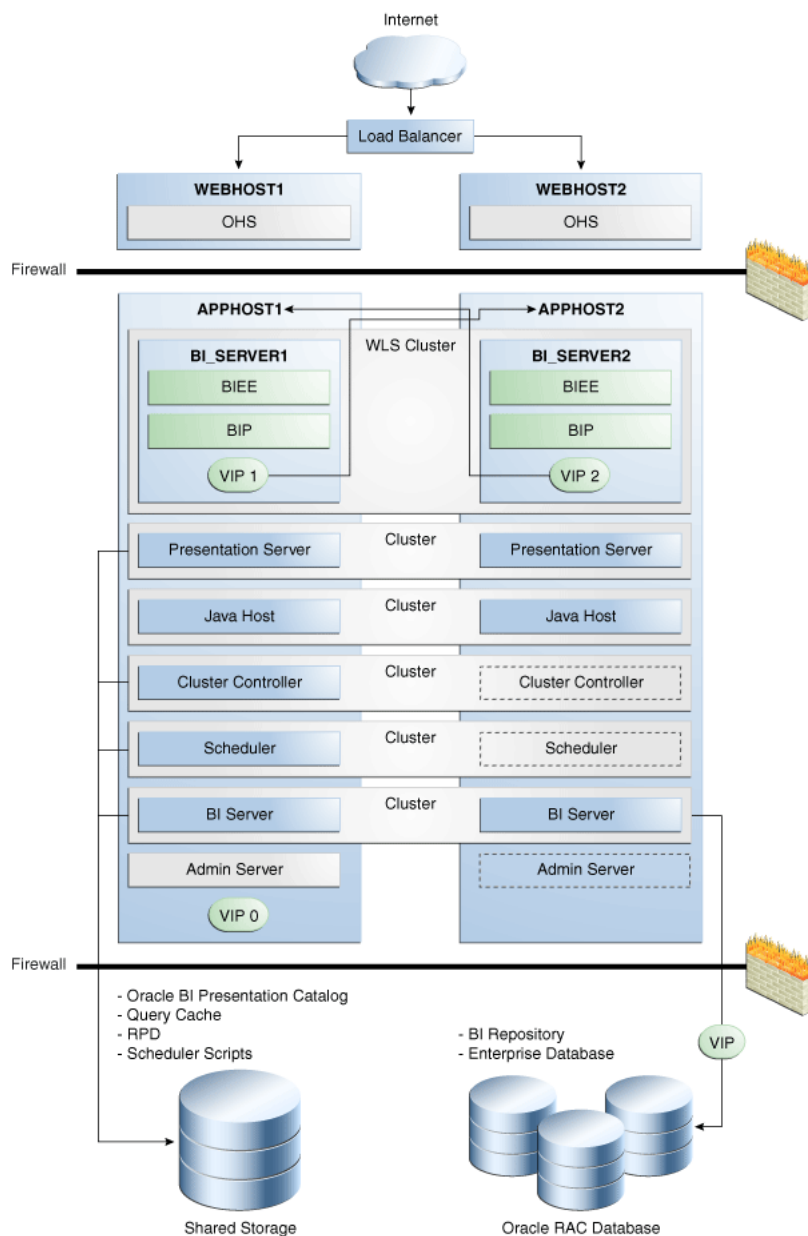 Internet
Load Balancer
WEBHOST1
OHS
WEBHOST2
OHS
Firewall
APPHOST1
APPHOST2
WLS Cluster
BI_SERVER1
BIEE
BIP
VIP 1
BI_SERVER2
BIEE
BIP
VIP 2
Presentation Server
Cluster
Presentation Server
Java Host
Cluster
Java Host
Cluster Controller
Cluster
Cluster Controller
Scheduler
Cluster
Scheduler
BI Server
Cluster
BI Server
Admin Server
Admin Server
VIP 0
Firewall
- Oracle BI Presentation Catalog
- Query Cache
- RPD
- Scheduler Scripts
- BI Repository
- Enterprise Database
VIP
Shared Storage
Oracle RAC Database